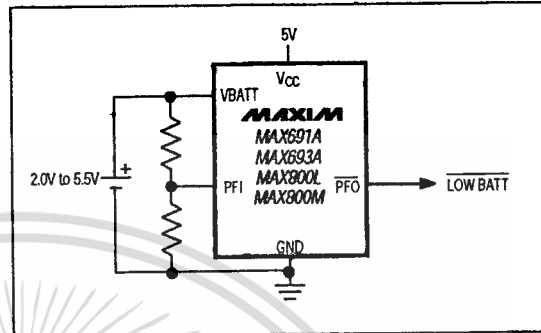 5V
VCC
VBATT
MAXIM
MAX691A
MAX693A
2.0V to 5.5V
PFI
MAX800L
PFO
LOW BATT
MAX800M
GND